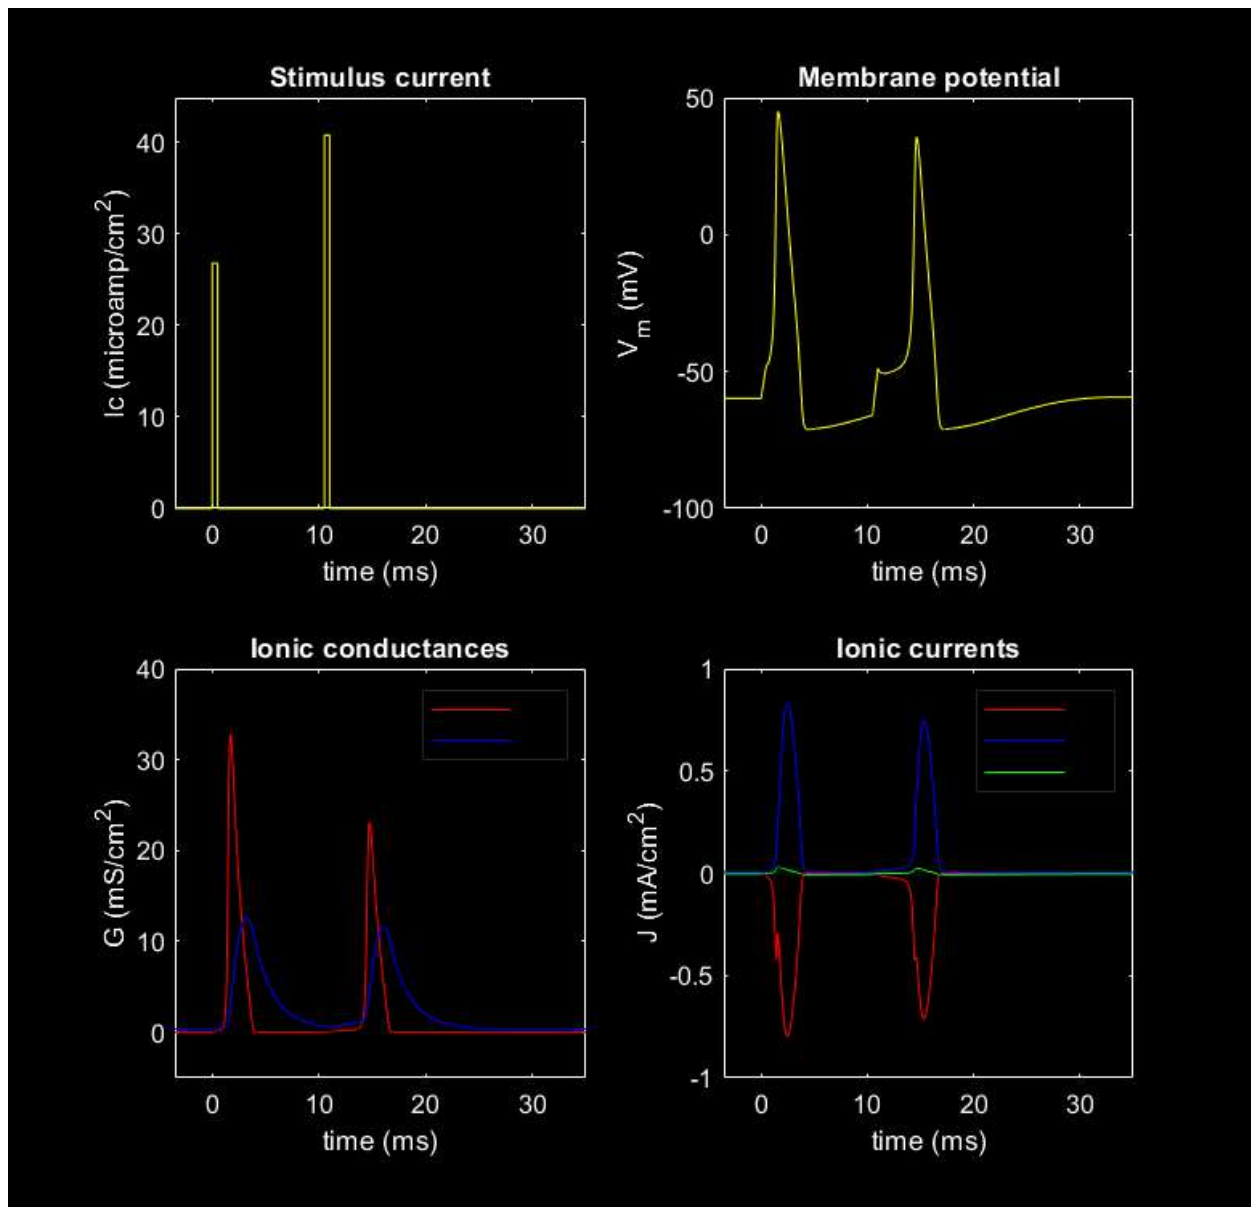 Stimulus current
Ic (microamp/cm²)
40
30
20
10
0
0 10 20 30
time (ms)
Membrane potential
Vₘ (mV)
50
0
-50
-100
0 10 20 30
time (ms)
Ionic conductances
G (mS/cm²)
40
30
20
10
0
0 10 20 30
time (ms)
Ionic currents
J (mA/cm²)
1
0.5
0
-0.5
-1
0 10 20 30
time (ms)